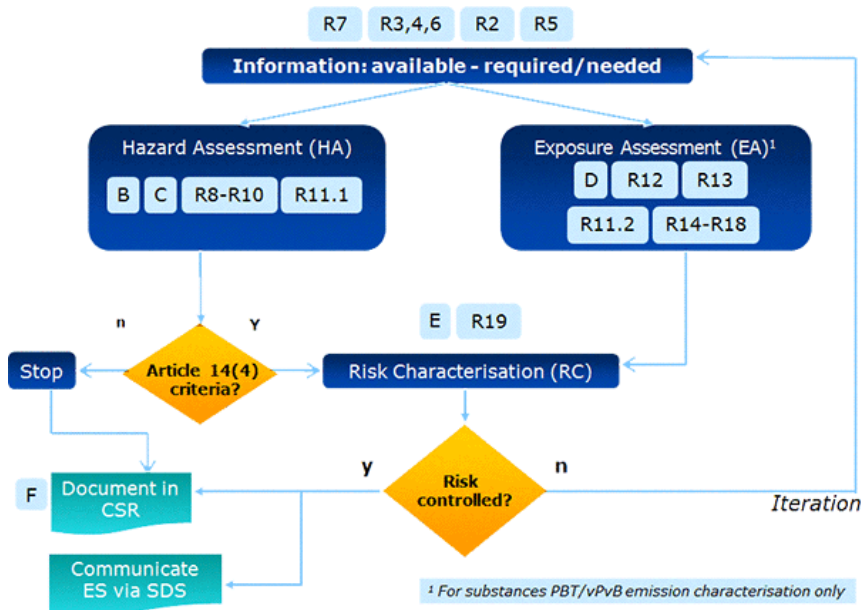 R7 R3,4,6 R2 R5
Information: available - required/needed
Hazard Assessment (HA)
B C R8-R10 R11.1
Exposure Assessment (EA)¹
D R12 R13
R11.2 R14-R18
n Y
E R19
Article 14(4)
criteria?
Stop
Risk Characterisation (RC)
y n
Risk
controlled?
F
Document in
CSR
Iteration
Communicate
ES via SDS
¹ For substances PBT/vPvB emission characterisation only